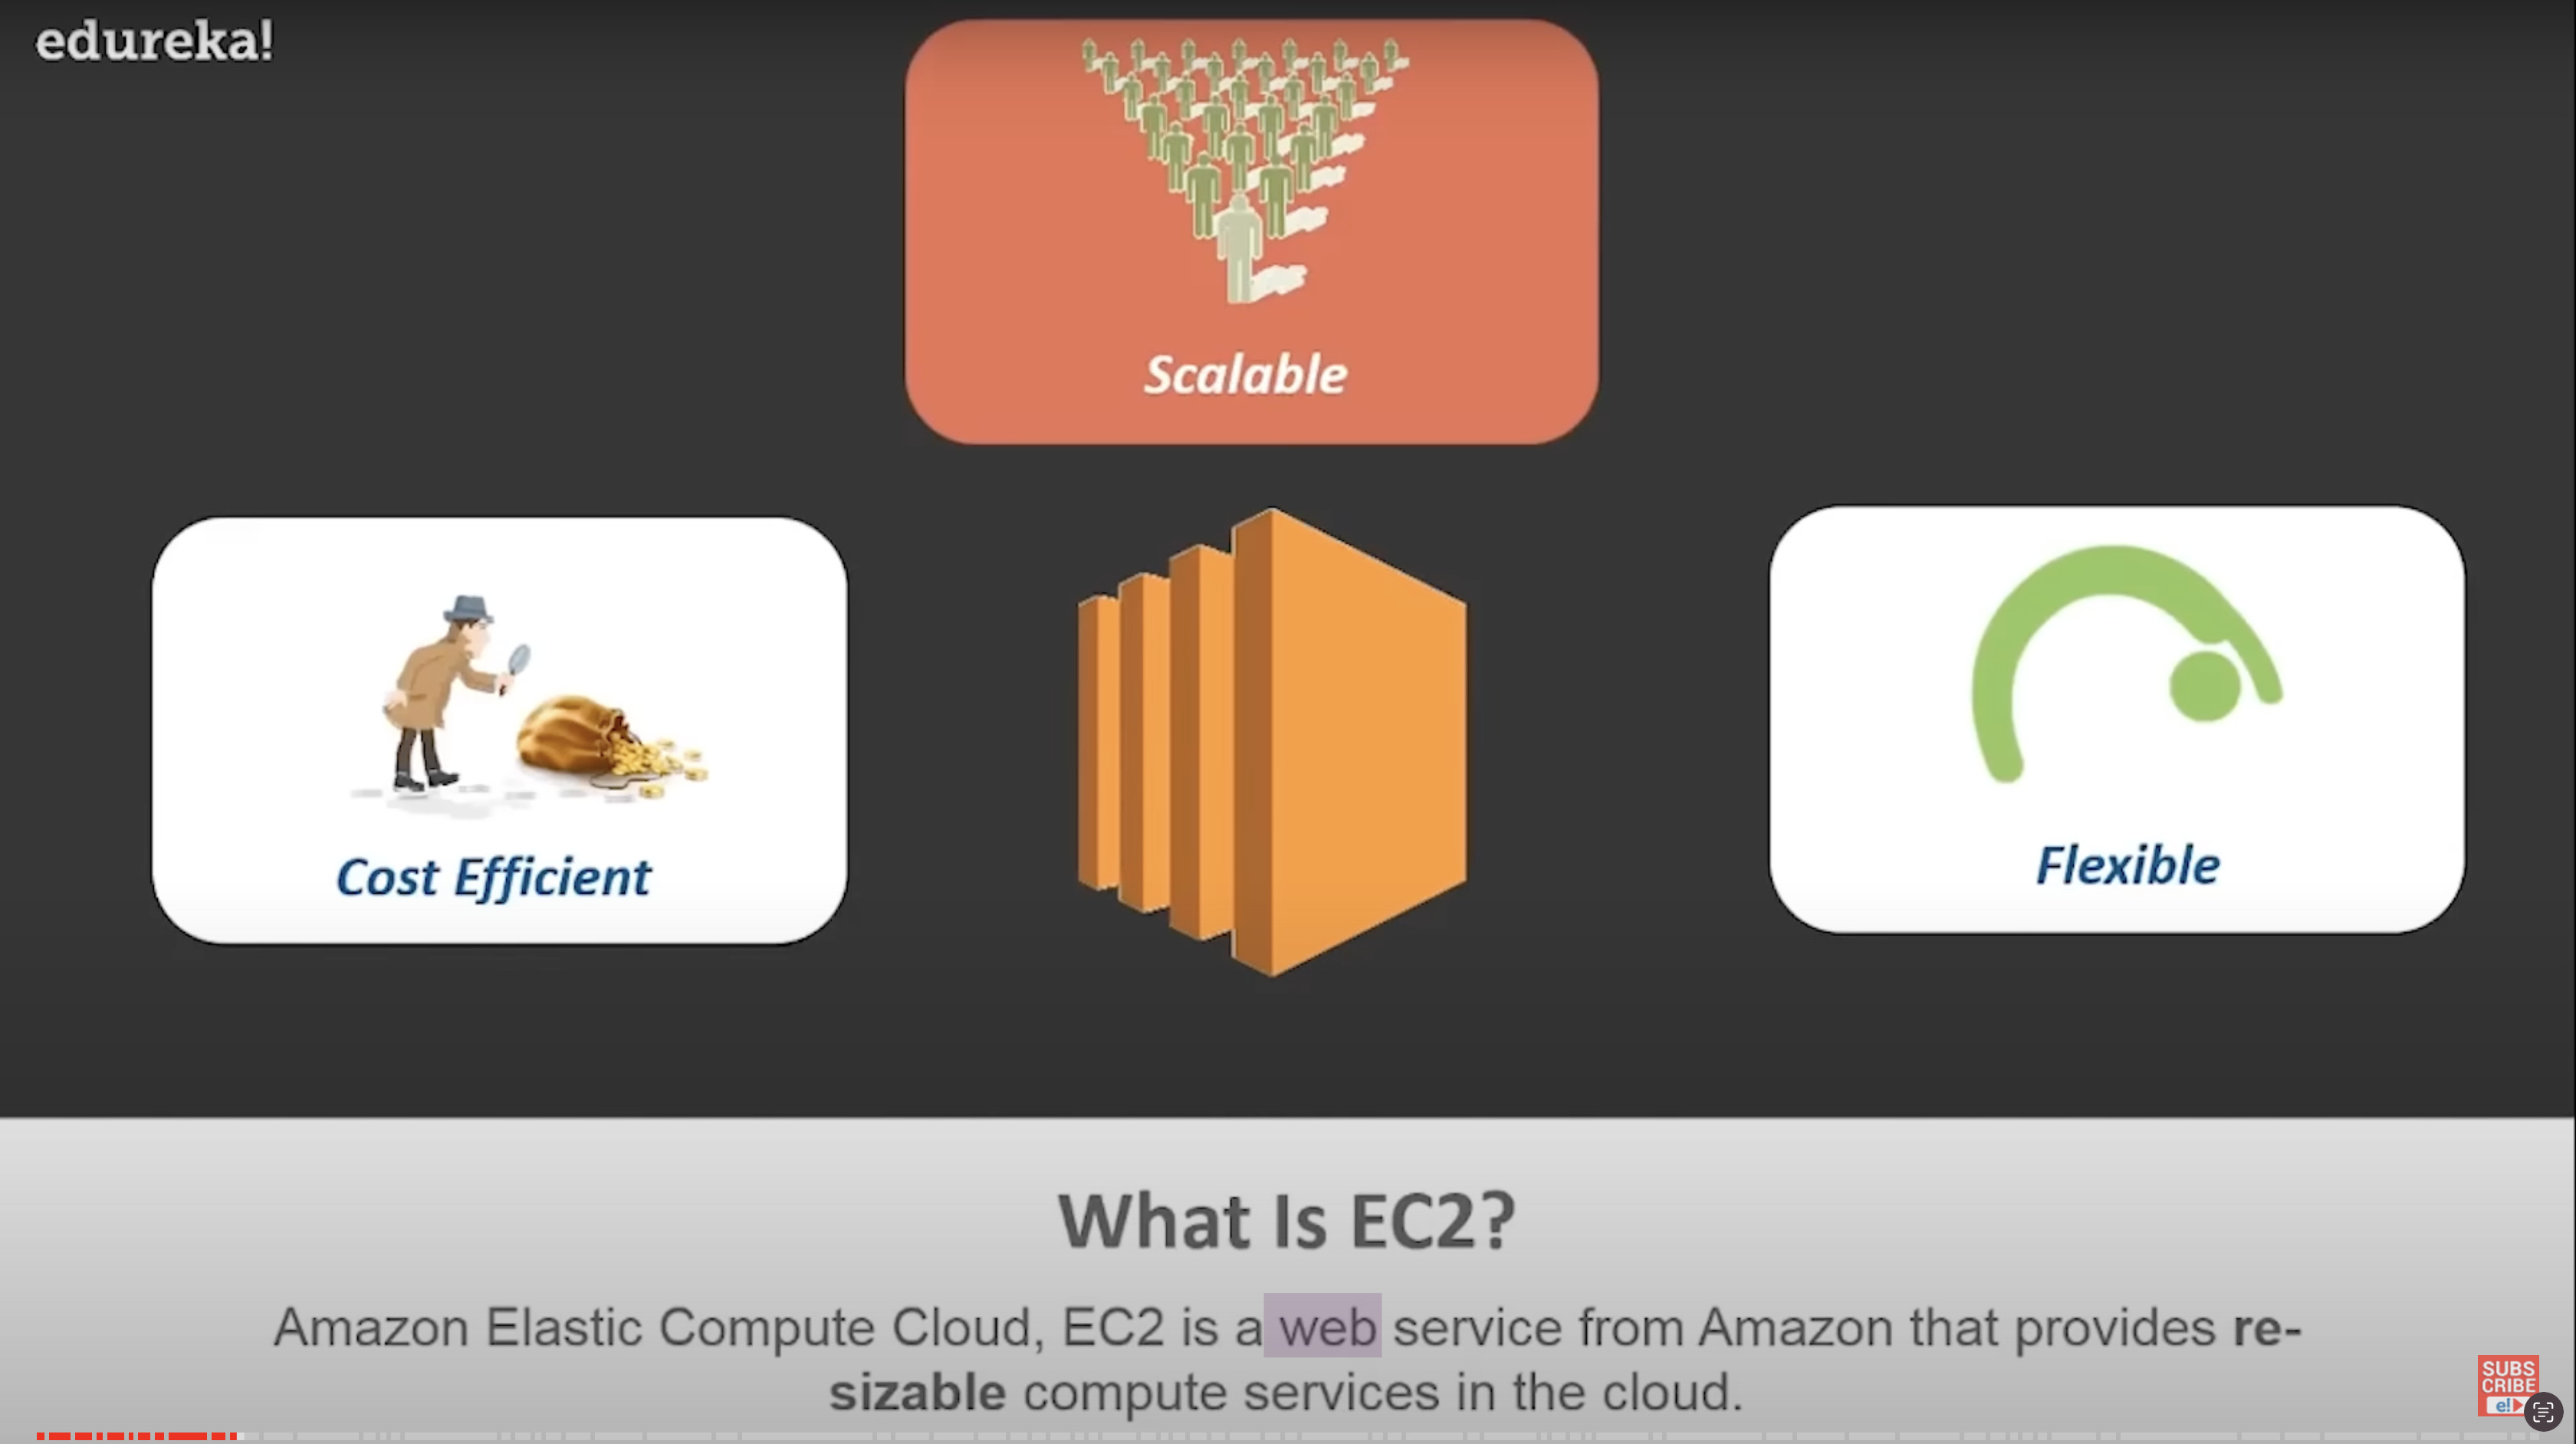 edureka!
Scalable
Cost Efficient
Flexible
What Is EC2?
Amazon Elastic Compute Cloud, EC2 is a web service from Amazon that provides re-
sizable compute services in the cloud.
SUBS
CRIBE
e!